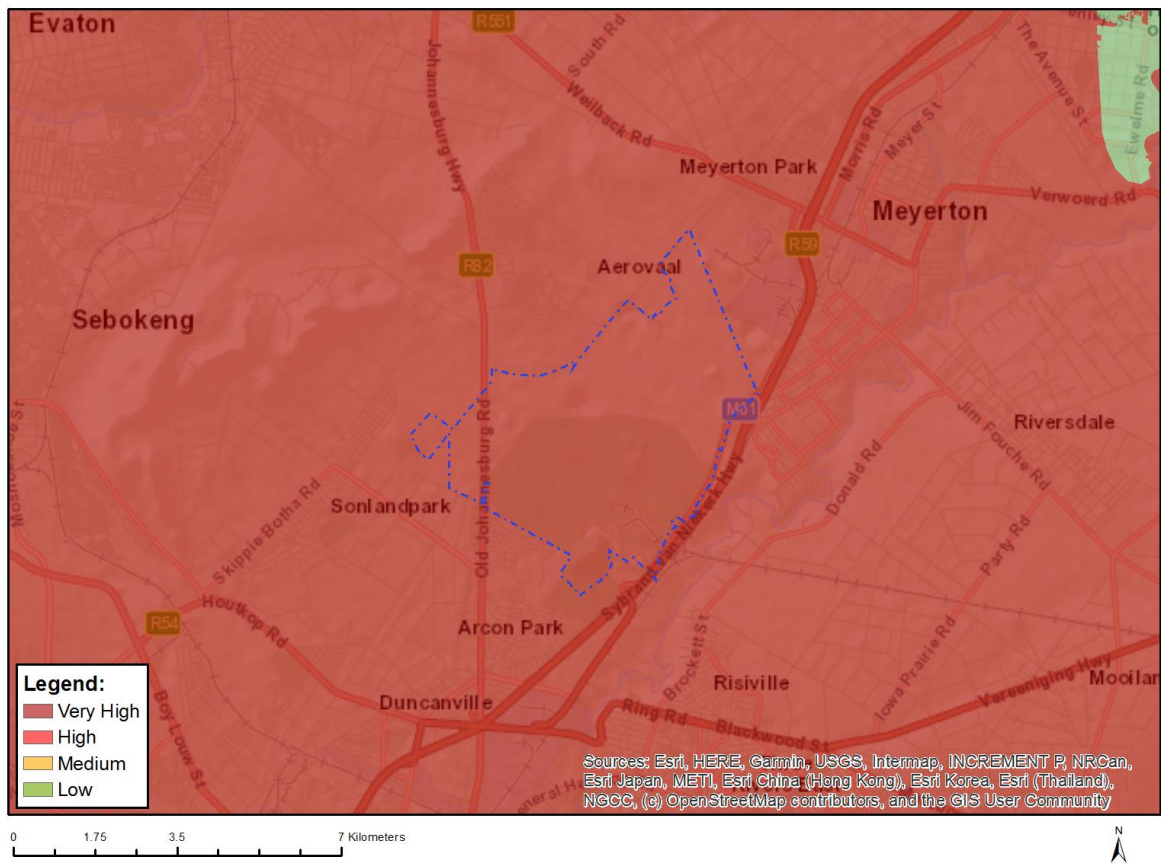 Evaton
R551
South Rd
Johannesburg Hwy
Weilback Rd
The Avenue St
Eweime Rd
Morris Rd
Meyer St
Meyerton Park
Verwoerd Rd
Meyerton
R59
R82
Aerovaal
Sebokeng
M61
Old Johannesburg Rd
Jim Fouche Rd
Riversdale
Donald Rd
Sonlandpark
Skippie Botha Rd
Sybrand Van Niekerk Hwy
Party Rd
R54
Houtkop Rd
Arcon Park
Brockett St
Iowa Prairie Rd
Risiville
Vereeniging Hwy
Duncanville
Ring Rd
Blackwood St
Boy Louw St
Legend:
Very High
High
Medium
Low
Sources: Esri, HERE, Garmin, USGS, Intermap, INCREMENT P, NRCan,
Esri Japan, METI, Esri China (Hong Kong), Esri Korea, Esri (Thailand),
NGCC, (c) OpenStreetMap contributors, and the GIS User Community
0 1.75 3.5 7 Kilometers
N